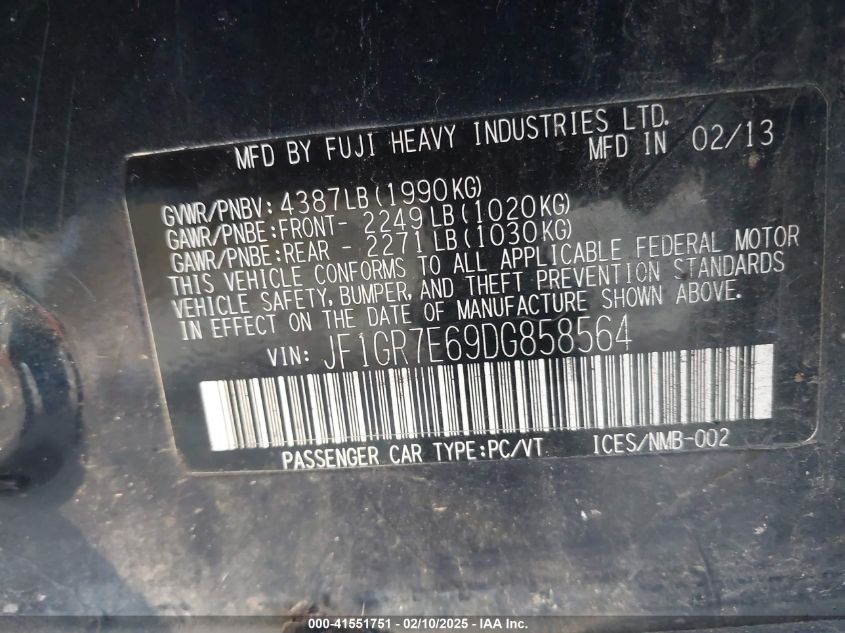 MFD BY FUJI HEAVY INDUSTRIES LTD.
MFD IN 02/13
GVWR/PNBV: 4387LB(1990KG)
GAWR/PNBE:FRONT- 2249LB(1020KG)
GAWR/PNBE:REAR - 2271LB(1030KG)
THIS VEHICLE CONFORMS TO ALL APPLICABLE FEDERAL MOTOR
VEHICLE SAFETY, BUMPER, AND THEFT PREVENTION STANDARDS
IN EFFECT ON THE DATE OF MANUFACTURE SHOWN ABOVE.
VIN: JF1GR7E69DG858564
PASSENGER CAR TYPE:PC/VT ICES/NMB-002
000-41551751 — 02/10/2025 — IAA Inc.